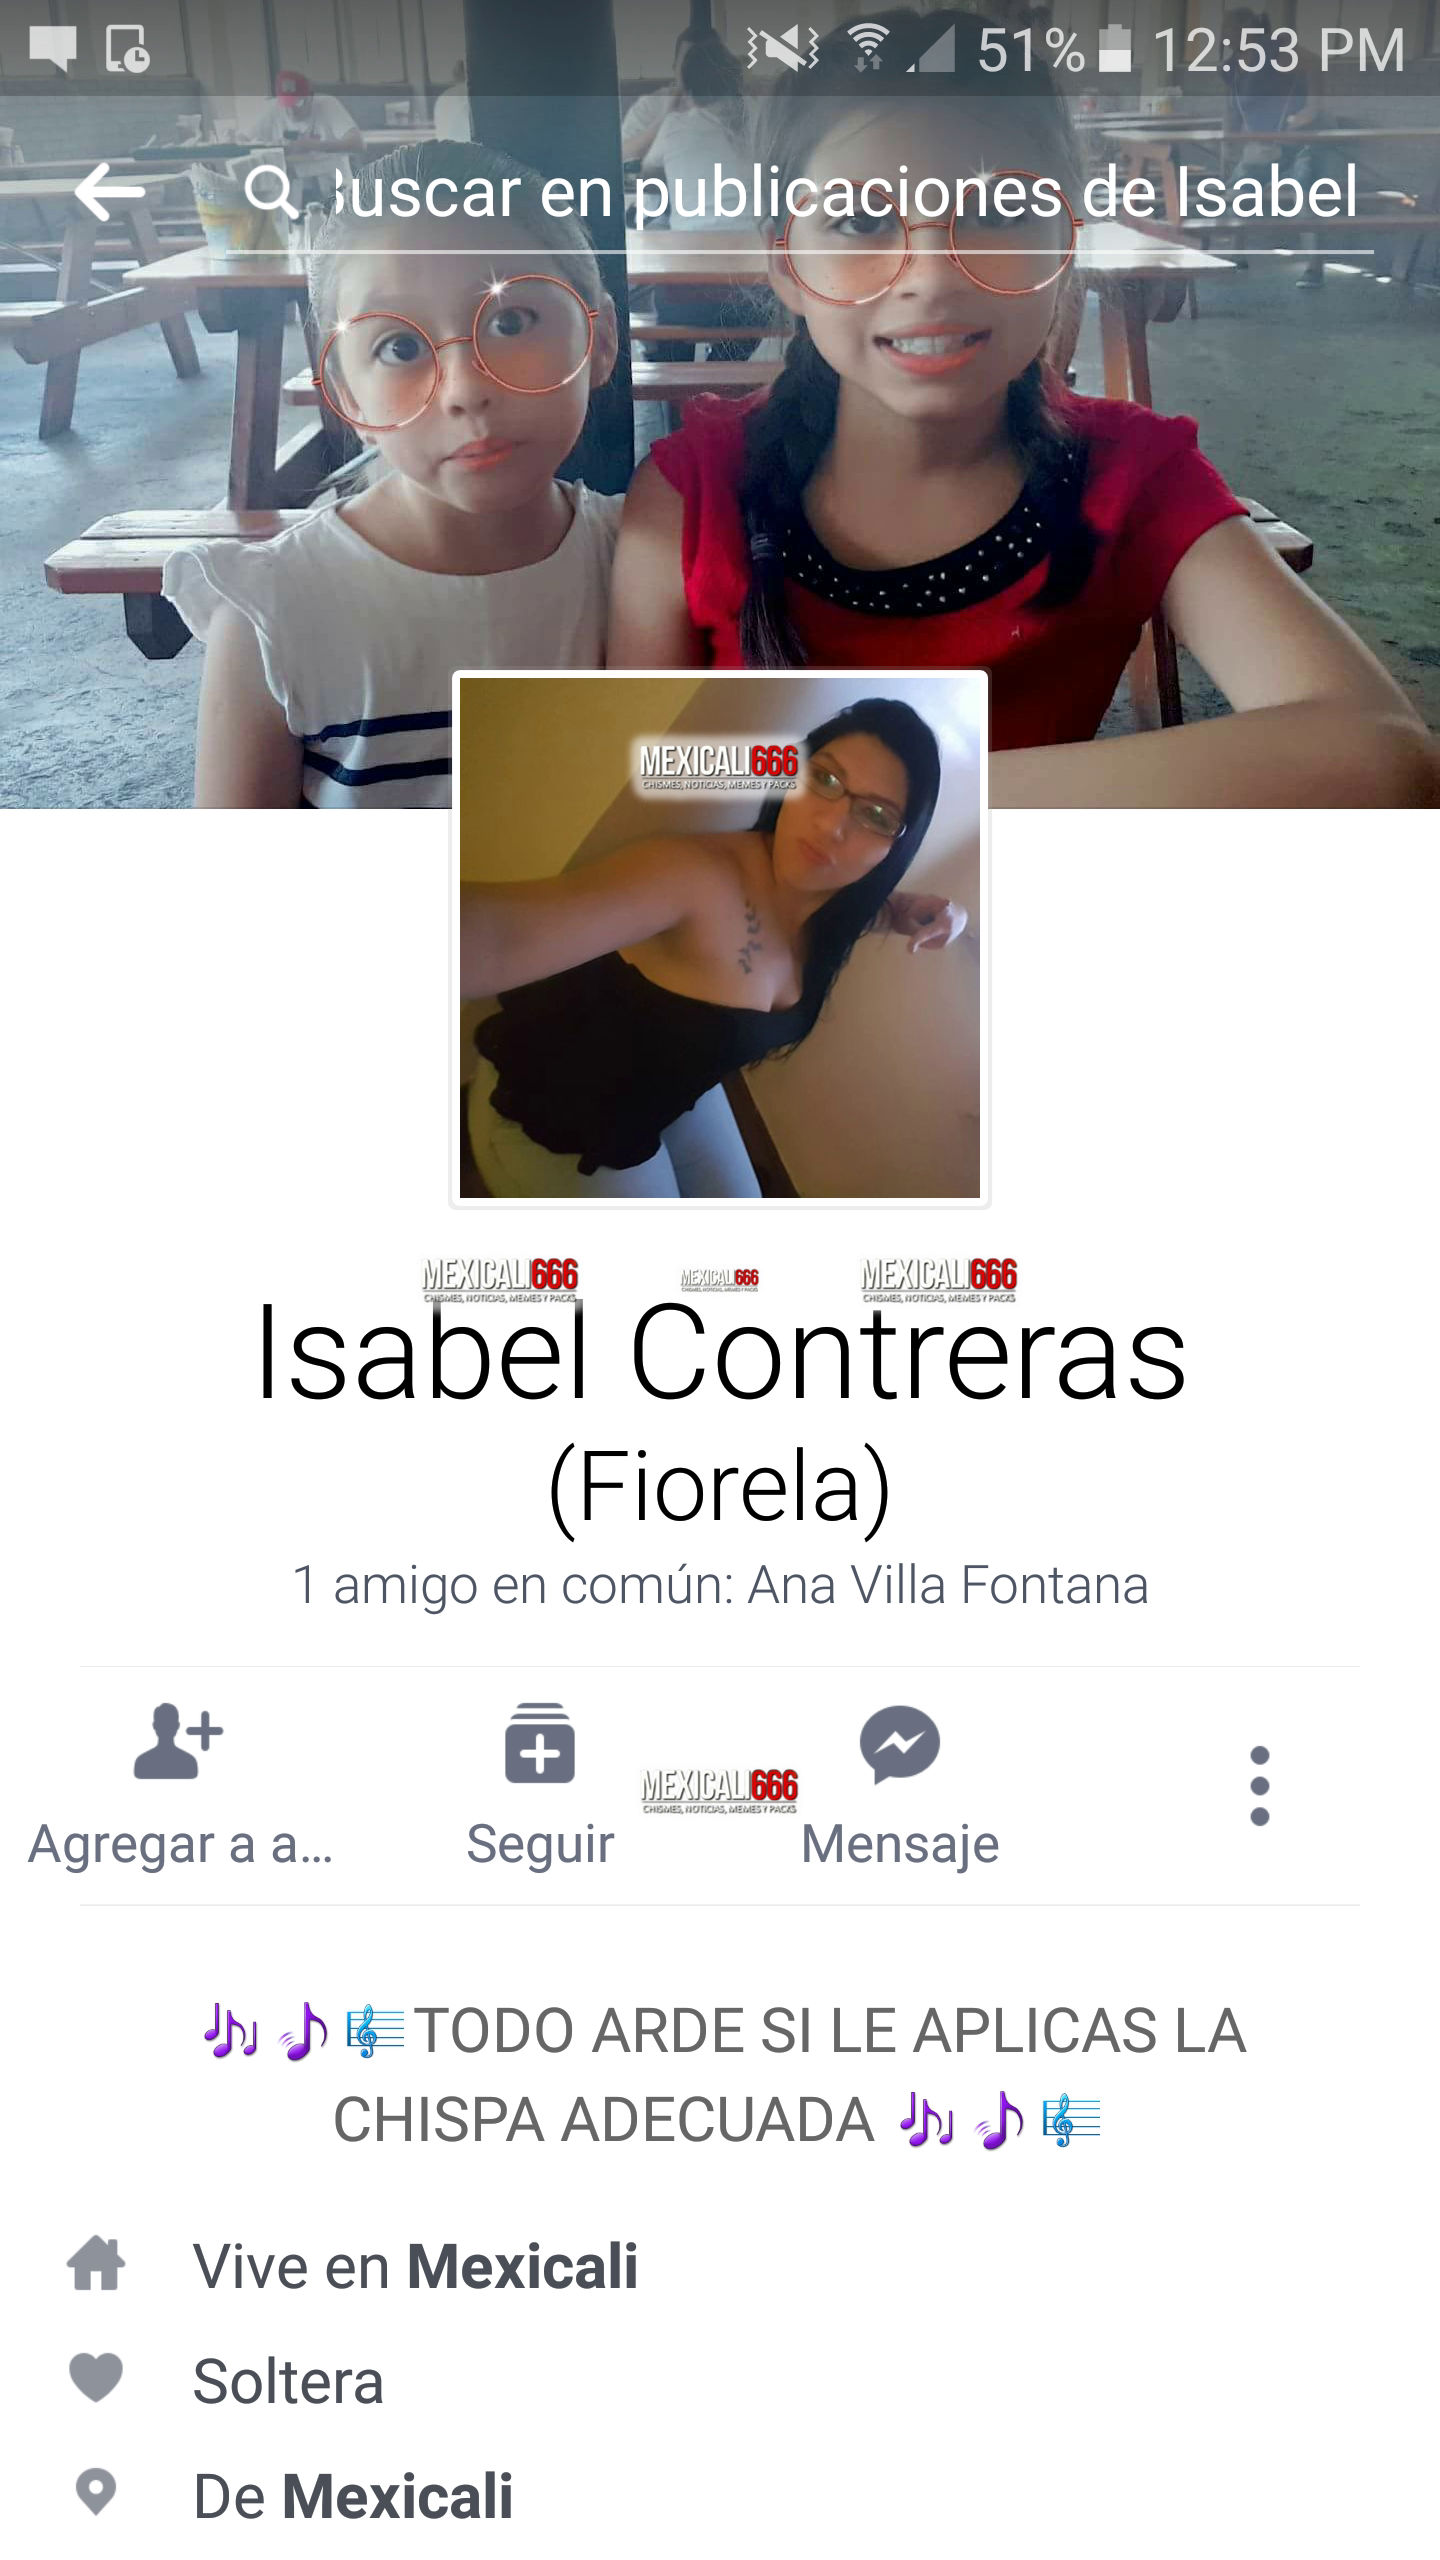 51% 12:53 PM
Buscar en publicaciones de Isabel
MEXICALI666
CHISMES, NOTICIAS, MEMES Y PACKS
MEXICALI666 MEXICALI666 MEXICALI666
CHISMES, NOTICIAS, MEMES Y PACKS CHISMES, NOTICIAS, MEMES Y PACKS CHISMES, NOTICIAS, MEMES Y PACKS
Isabel Contreras
(Fiorela)
1 amigo en común: Ana Villa Fontana
MEXICALI666
CHISMES, NOTICIAS, MEMES Y PACKS
Agregar a a... Seguir Mensaje
🎶 🎵 🎼 TODO ARDE SI LE APLICAS LA
CHISPA ADECUADA 🎶 🎵 🎼
Vive en Mexicali
Soltera
De Mexicali